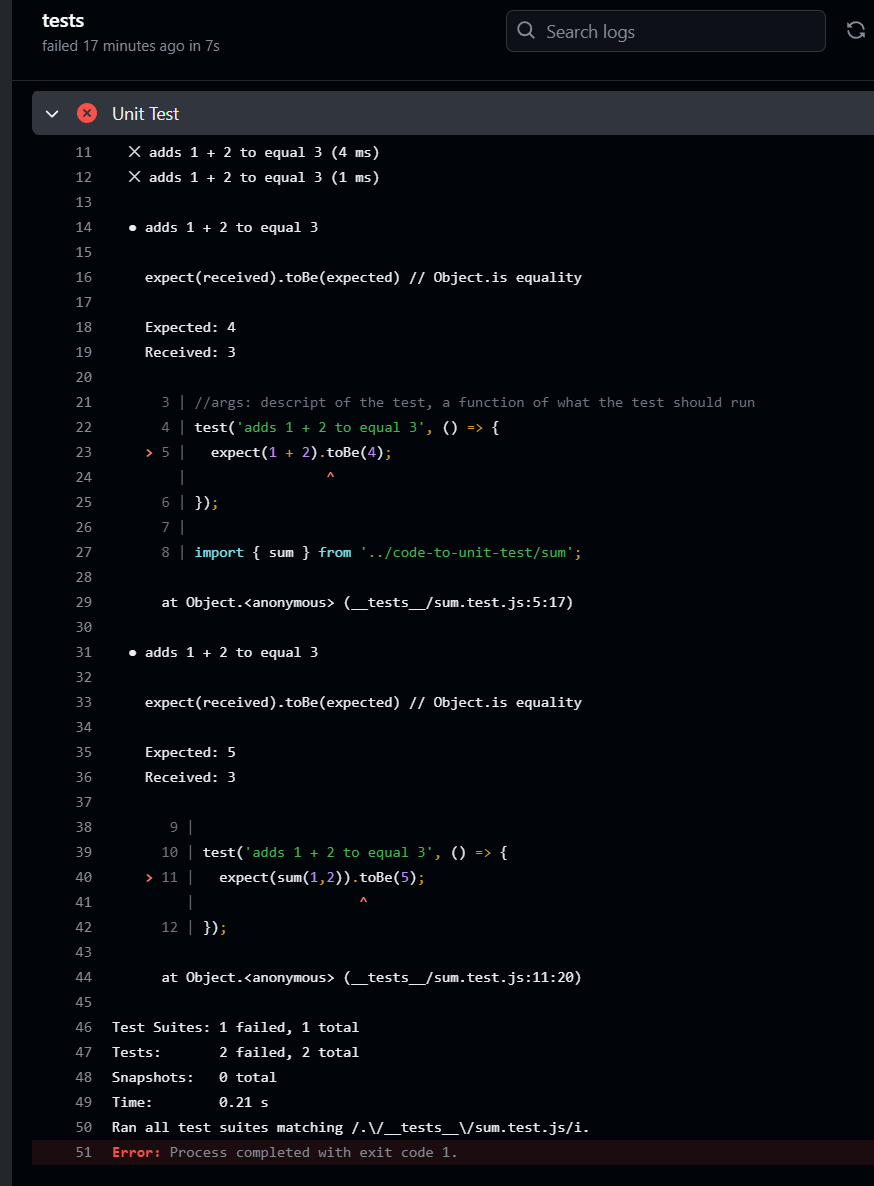 tests
failed 17 minutes ago in 7s
Search logs
Unit Test
11 ✕ adds 1 + 2 to equal 3 (4 ms)
12 ✕ adds 1 + 2 to equal 3 (1 ms)
13
14 ● adds 1 + 2 to equal 3
15
16 expect(received).toBe(expected) // Object.is equality
17
18 Expected: 4
19 Received: 3
20
21 3 | //args: descript of the test, a function of what the test should run
22 4 | test('adds 1 + 2 to equal 3', () => {
23 > 5 | expect(1 + 2).toBe(4);
24 | ^
25 6 | });
26 7 |
27 8 | import { sum } from '../code-to-unit-test/sum';
28
29 at Object.<anonymous> (__tests__/sum.test.js:5:17)
30
31 ● adds 1 + 2 to equal 3
32
33 expect(received).toBe(expected) // Object.is equality
34
35 Expected: 5
36 Received: 3
37
38 9 |
39 10 | test('adds 1 + 2 to equal 3', () => {
40 > 11 | expect(sum(1,2)).toBe(5);
41 | ^
42 12 | });
43
44 at Object.<anonymous> (__tests__/sum.test.js:11:20)
45
46 Test Suites: 1 failed, 1 total
47 Tests: 2 failed, 2 total
48 Snapshots: 0 total
49 Time: 0.21 s
50 Ran all test suites matching /.\/__tests__\/sum.test.js/i.
51 Error: Process completed with exit code 1.